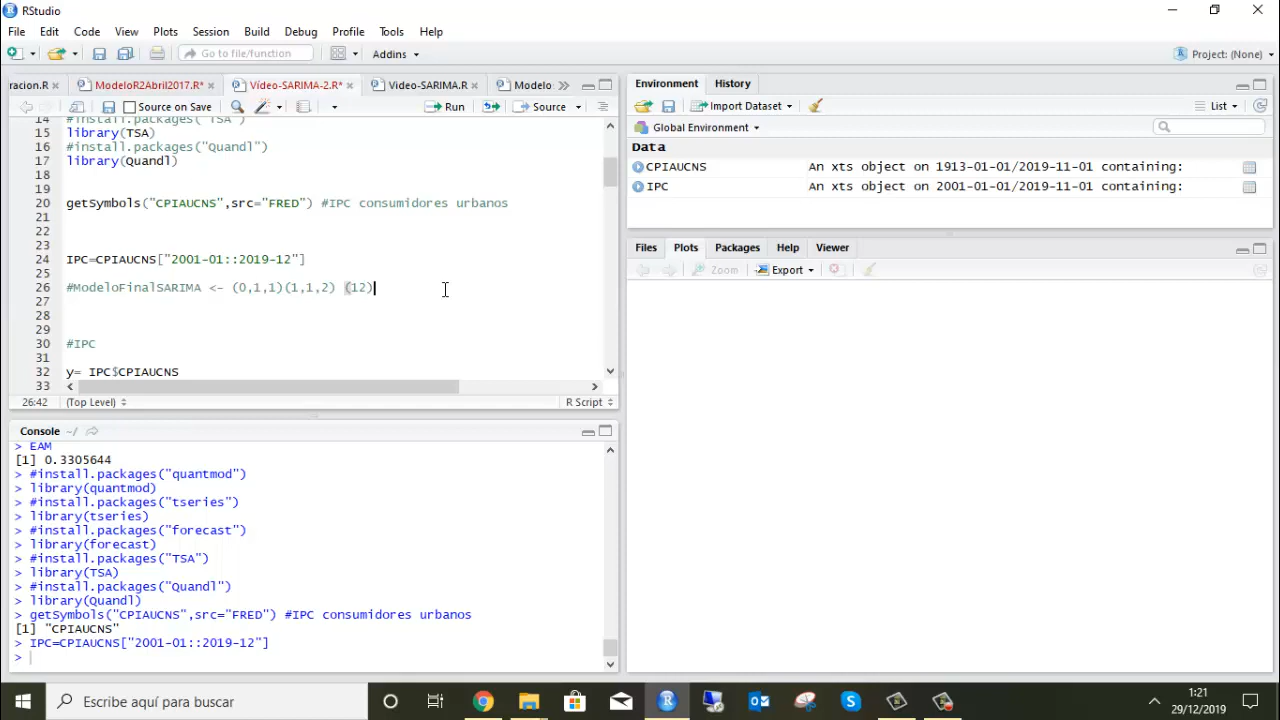 RStudio
File Edit Code View Plots Session Build Debug Profile Tools Help
Go to file/function Addins Project: (None)
racion.R ModeloR2Abril2017.R* Vídeo-SARIMA-2.R* Video-SARIMA.R Modelo
Source on Save Run Source
14 #install.packages("TSA")
15 library(TSA)
16 #install.packages("Quandl")
17 library(Quandl)
18
19
20 getSymbols("CPIAUCNS",src="FRED") #IPC consumidores urbanos
21
22
23
24 IPC=CPIAUCNS["2001-01::2019-12"]
25
26 #ModeloFinalSARIMA <- (0,1,1)(1,1,2) (12)
27
28
29
30 #IPC
31
32 y= IPC$CPIAUCNS
33
26:42 (Top Level) R Script
Console ~/
> EAM
[1] 0.3305644
> #install.packages("quantmod")
> library(quantmod)
> #install.packages("tseries")
> library(tseries)
> #install.packages("forecast")
> library(forecast)
> #install.packages("TSA")
> library(TSA)
> #install.packages("Quandl")
> library(Quandl)
> getSymbols("CPIAUCNS",src="FRED") #IPC consumidores urbanos
[1] "CPIAUCNS"
> IPC=CPIAUCNS["2001-01::2019-12"]
>
Environment History
Import Dataset List
Global Environment
Data
CPIAUCNS An xts object on 1913-01-01/2019-11-01 containing:
IPC An xts object on 2001-01-01/2019-11-01 containing:
Files Plots Packages Help Viewer
Zoom Export
Escribe aquí para buscar
1:21
29/12/2019